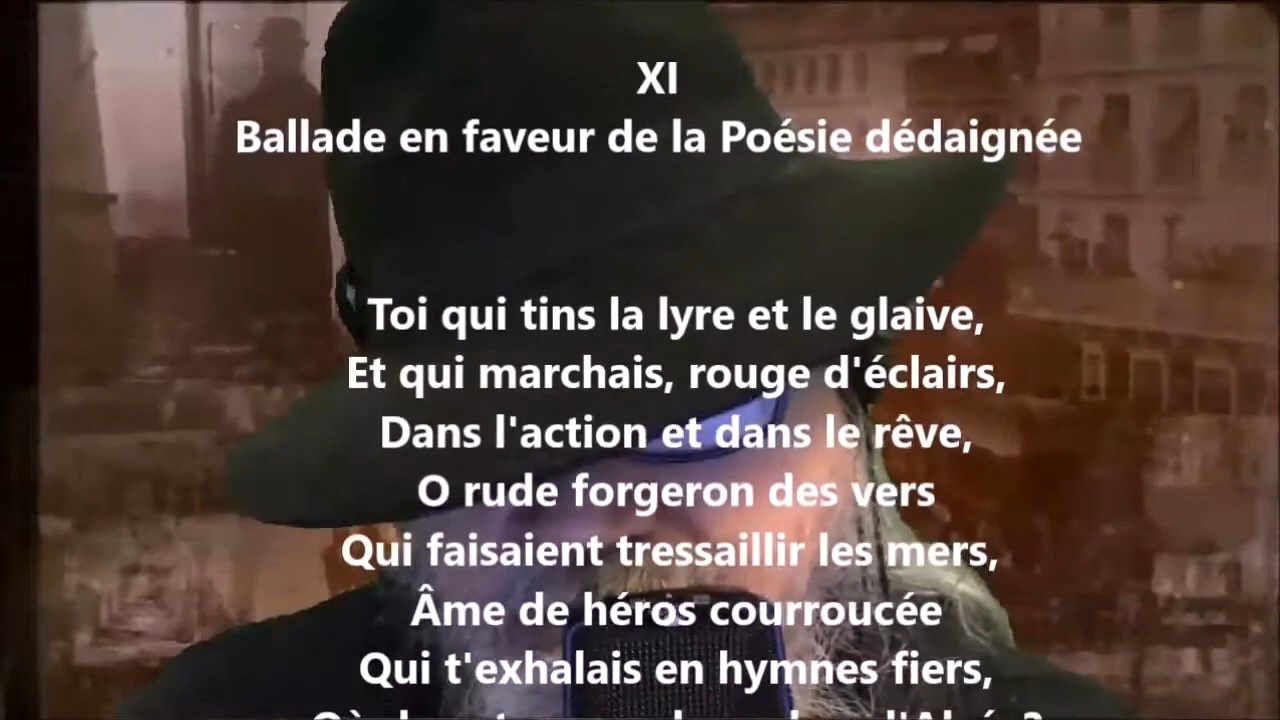 XI
Ballade en faveur de la Poésie dédaignée
Toi qui tins la lyre et le glaive,
Et qui marchais, rouge d'éclairs,
Dans l'action et dans le rêve,
O rude forgeron des vers
Qui faisaient tressaillir les mers,
Âme de héros courroucée
Qui t'exhalais en hymnes fiers,